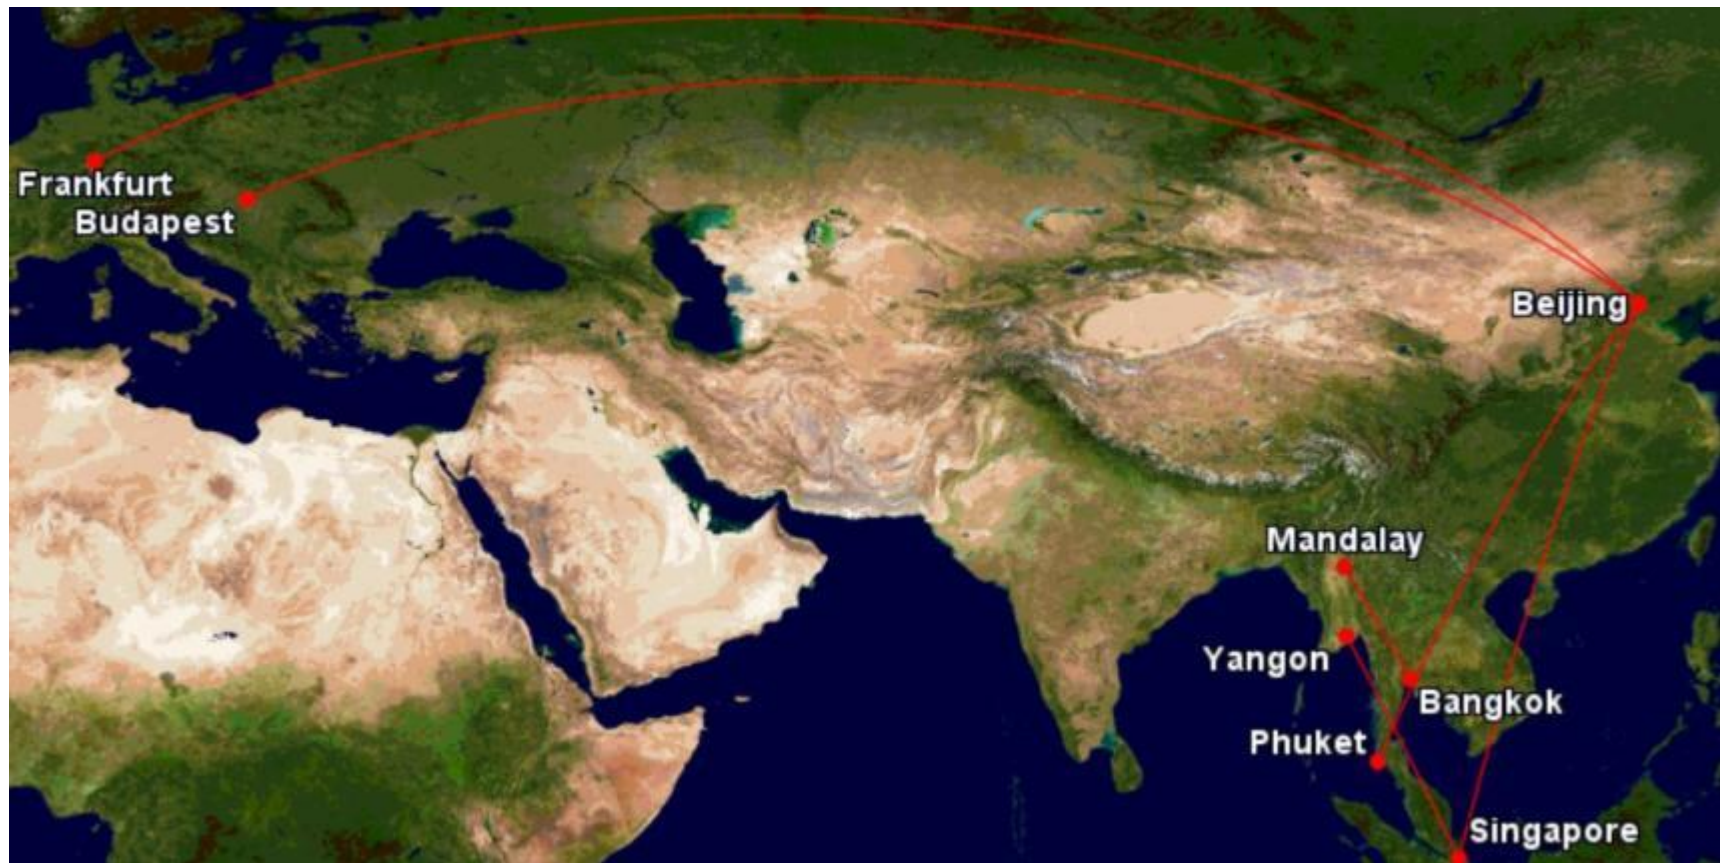 Frankfurt
Budapest
Beijing
Mandalay
Yangon
Bangkok
Phuket
Singapore